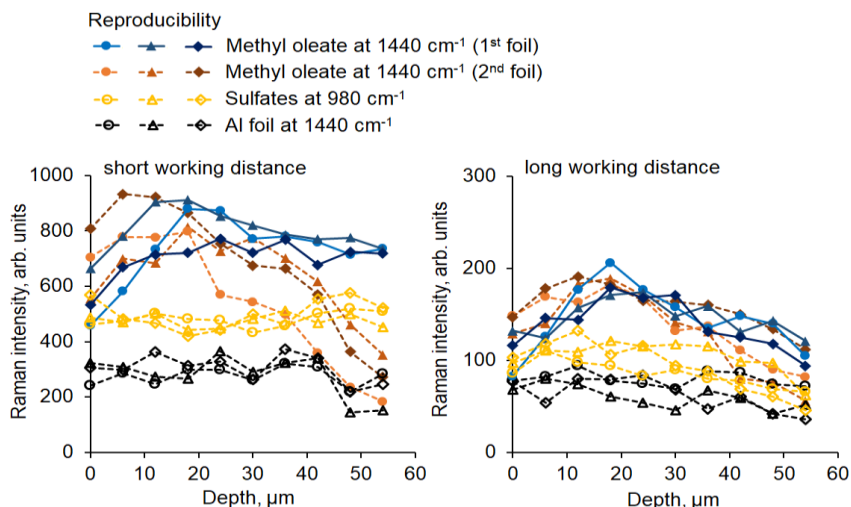 Reproducibility
Methyl oleate at 1440 cm⁻¹ (1ˢᵗ foil)
Methyl oleate at 1440 cm⁻¹ (2ⁿᵈ foil)
Sulfates at 980 cm⁻¹
Al foil at 1440 cm⁻¹
short working distance
Raman intensity, arb. units
1000
800
600
400
200
0
0 10 20 30 40 50 60
Depth, µm
long working distance
Raman intensity, arb. units
300
200
100
0
0 10 20 30 40 50 60
Depth, µm